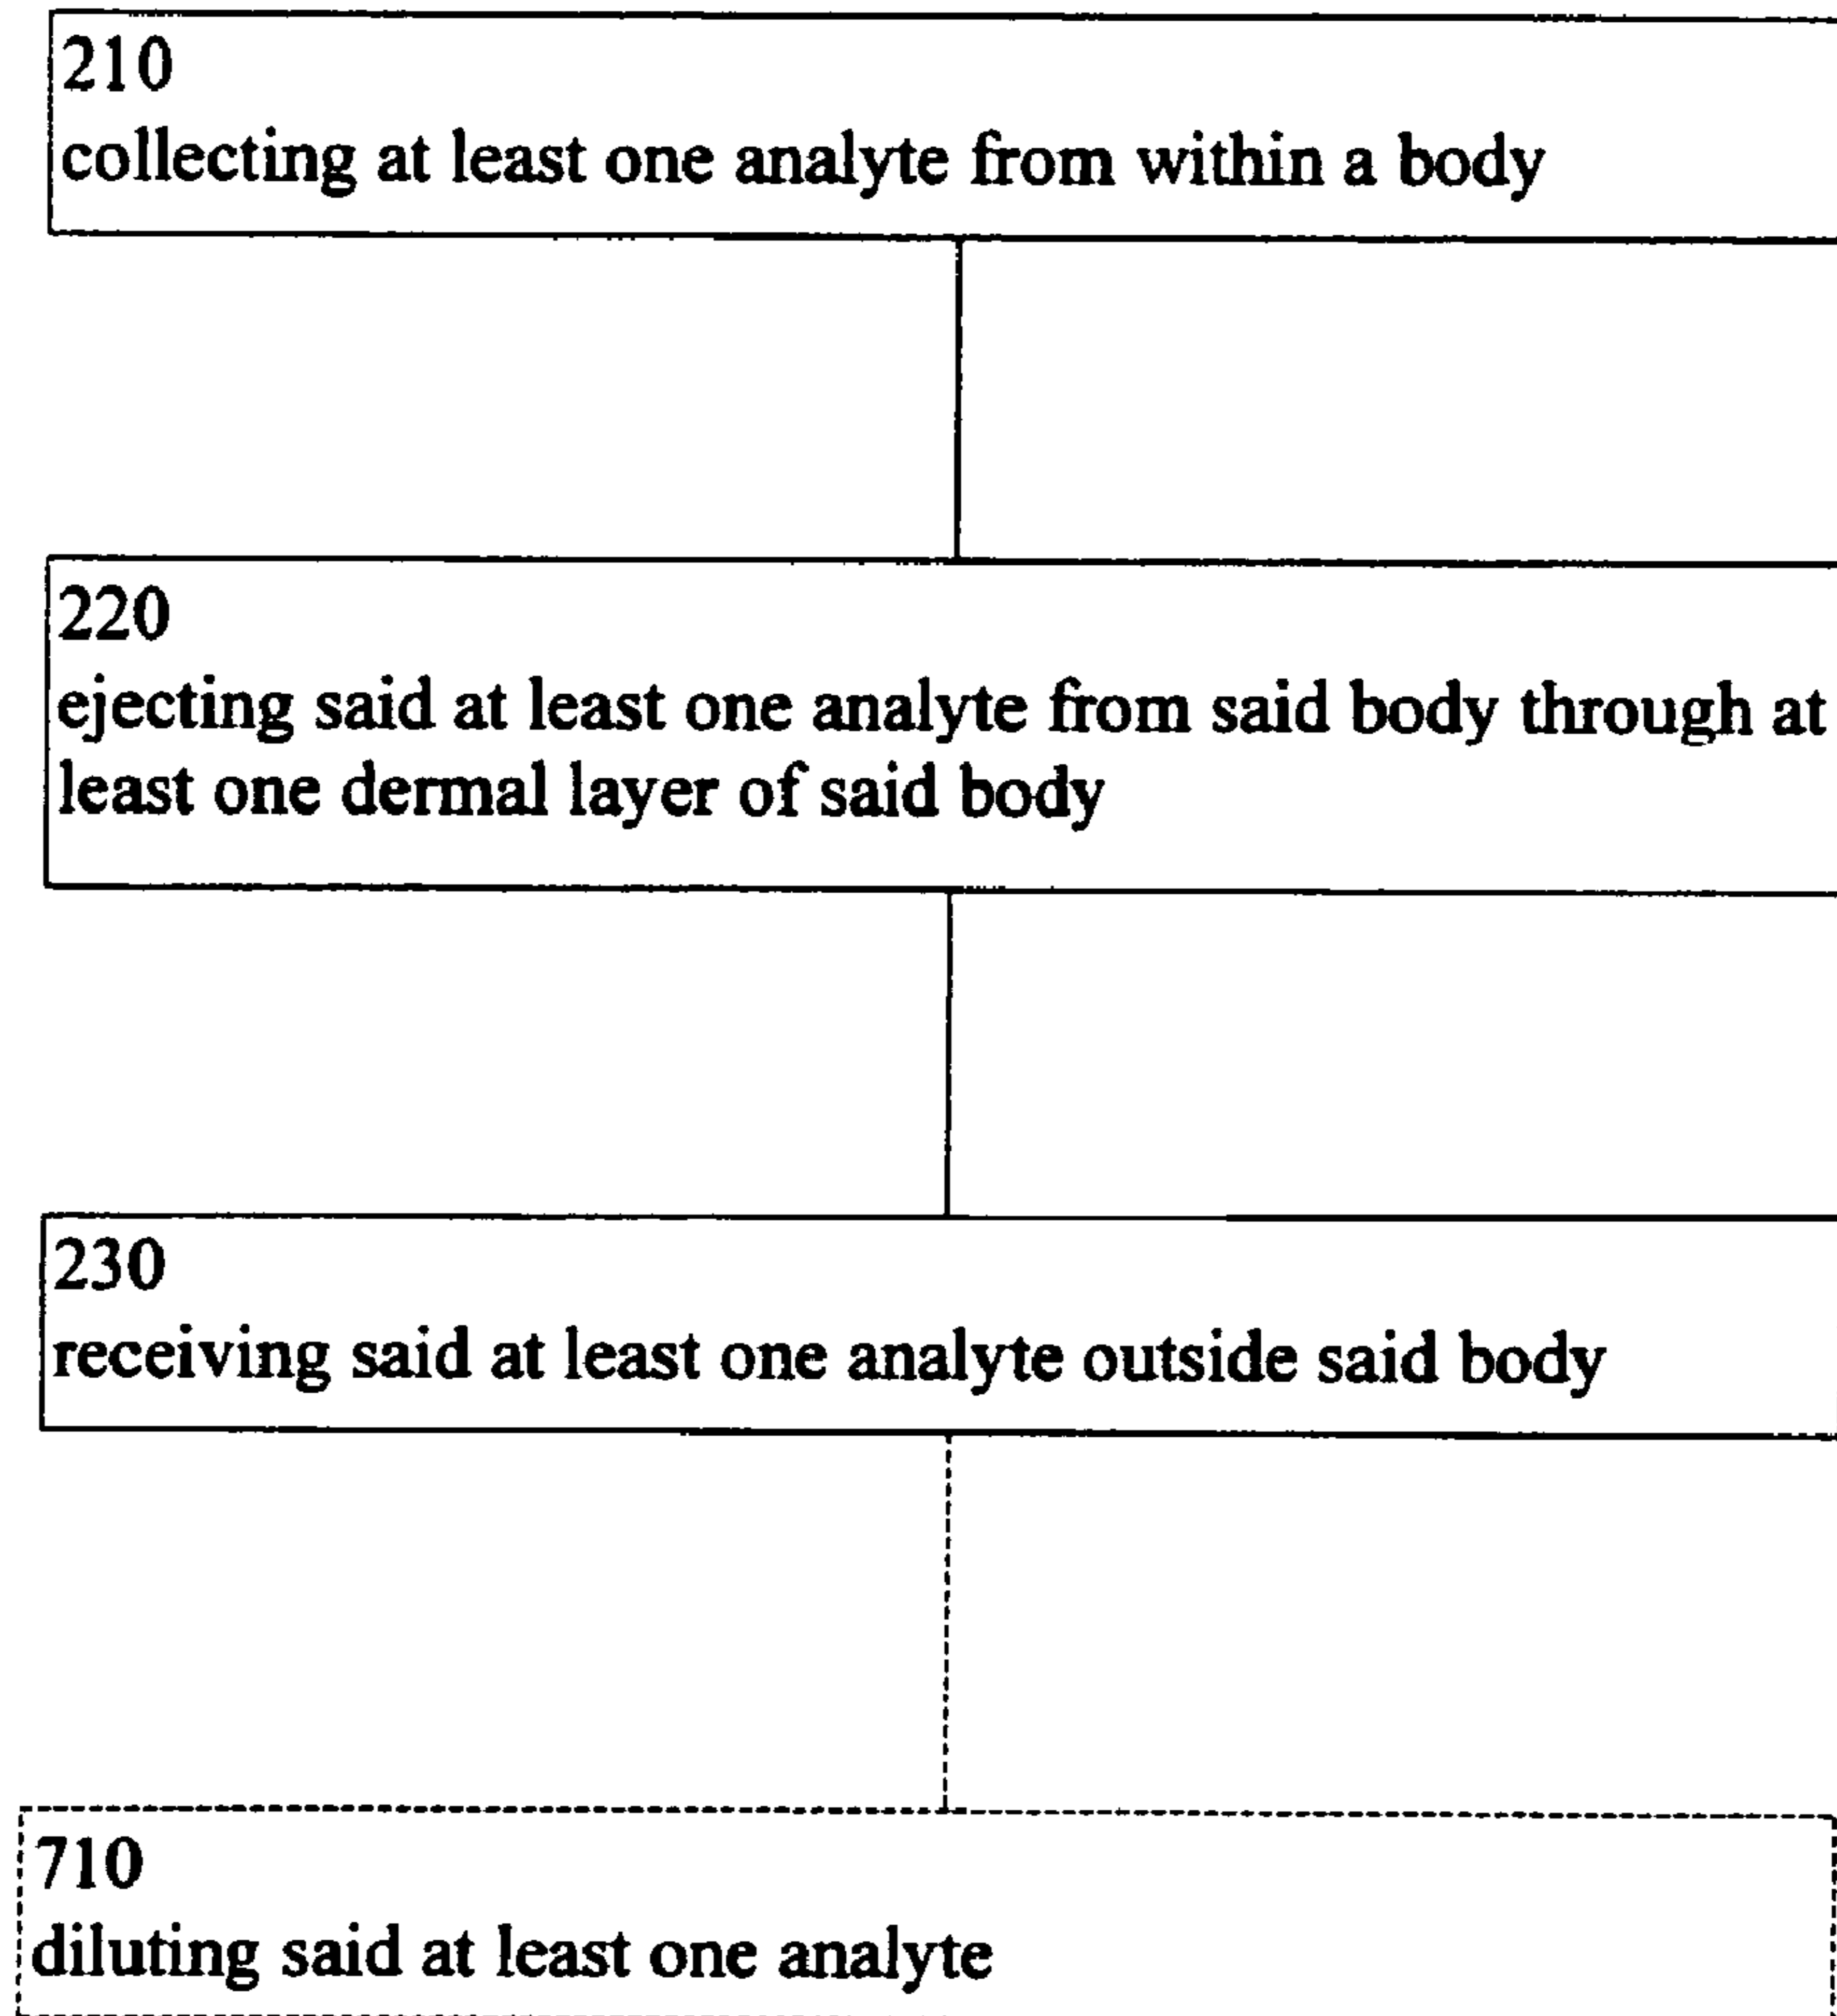 210
collecting at least one analyte from within a body
220
ejecting said at least one analyte from said body through at
least one dermal layer of said body
230
receiving said at least one analyte outside said body
710
diluting said at least one analyte